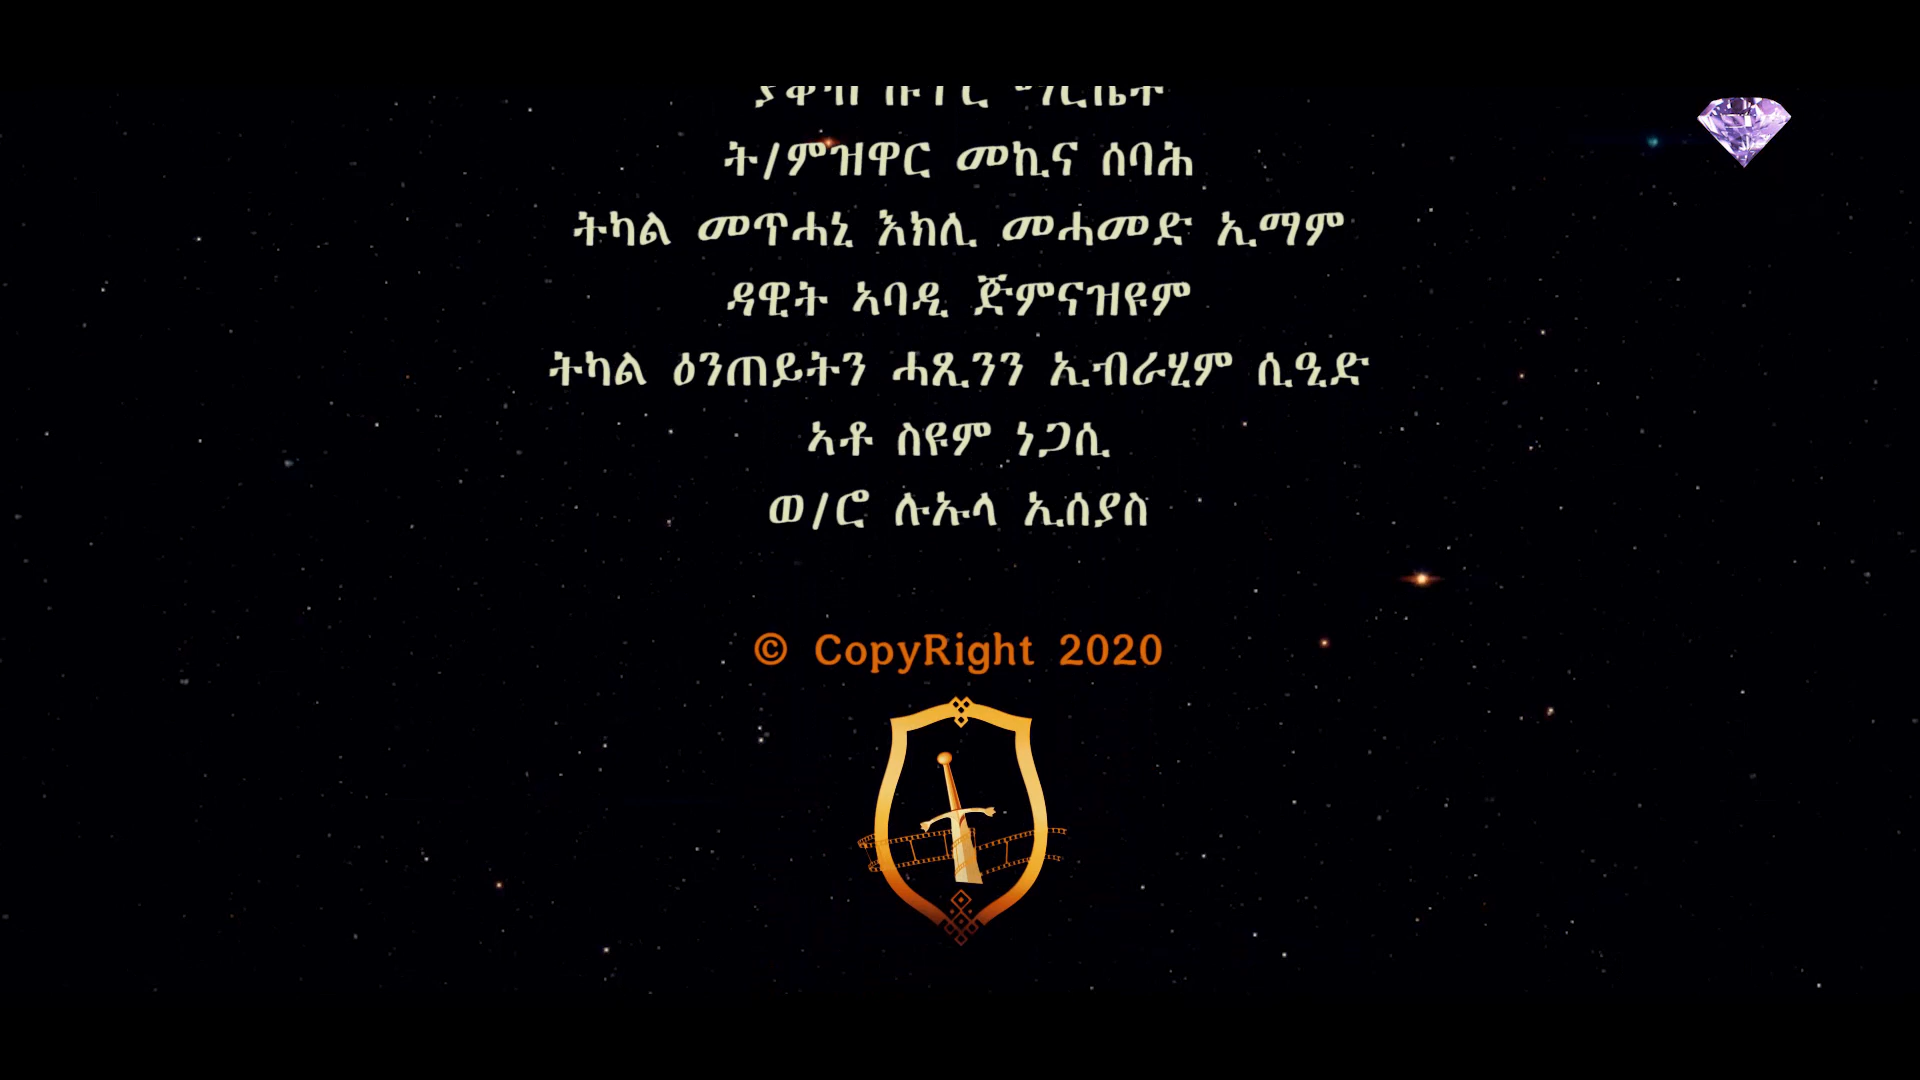 ት/ምዝዋር መኪና ሰባሕ
ትካል መጥሓኒ እክሊ መሓመድ ኢማም
ዳዊት ኣባዲ ጅምናዝዩም
ትካል ዕንጠይትን ሓጺንን ኢብራሂም ሲዒድ
ኣቶ ስዩም ነጋሲ
ወ/ሮ ሉኡላ ኢሰያስ
© CopyRight 2020